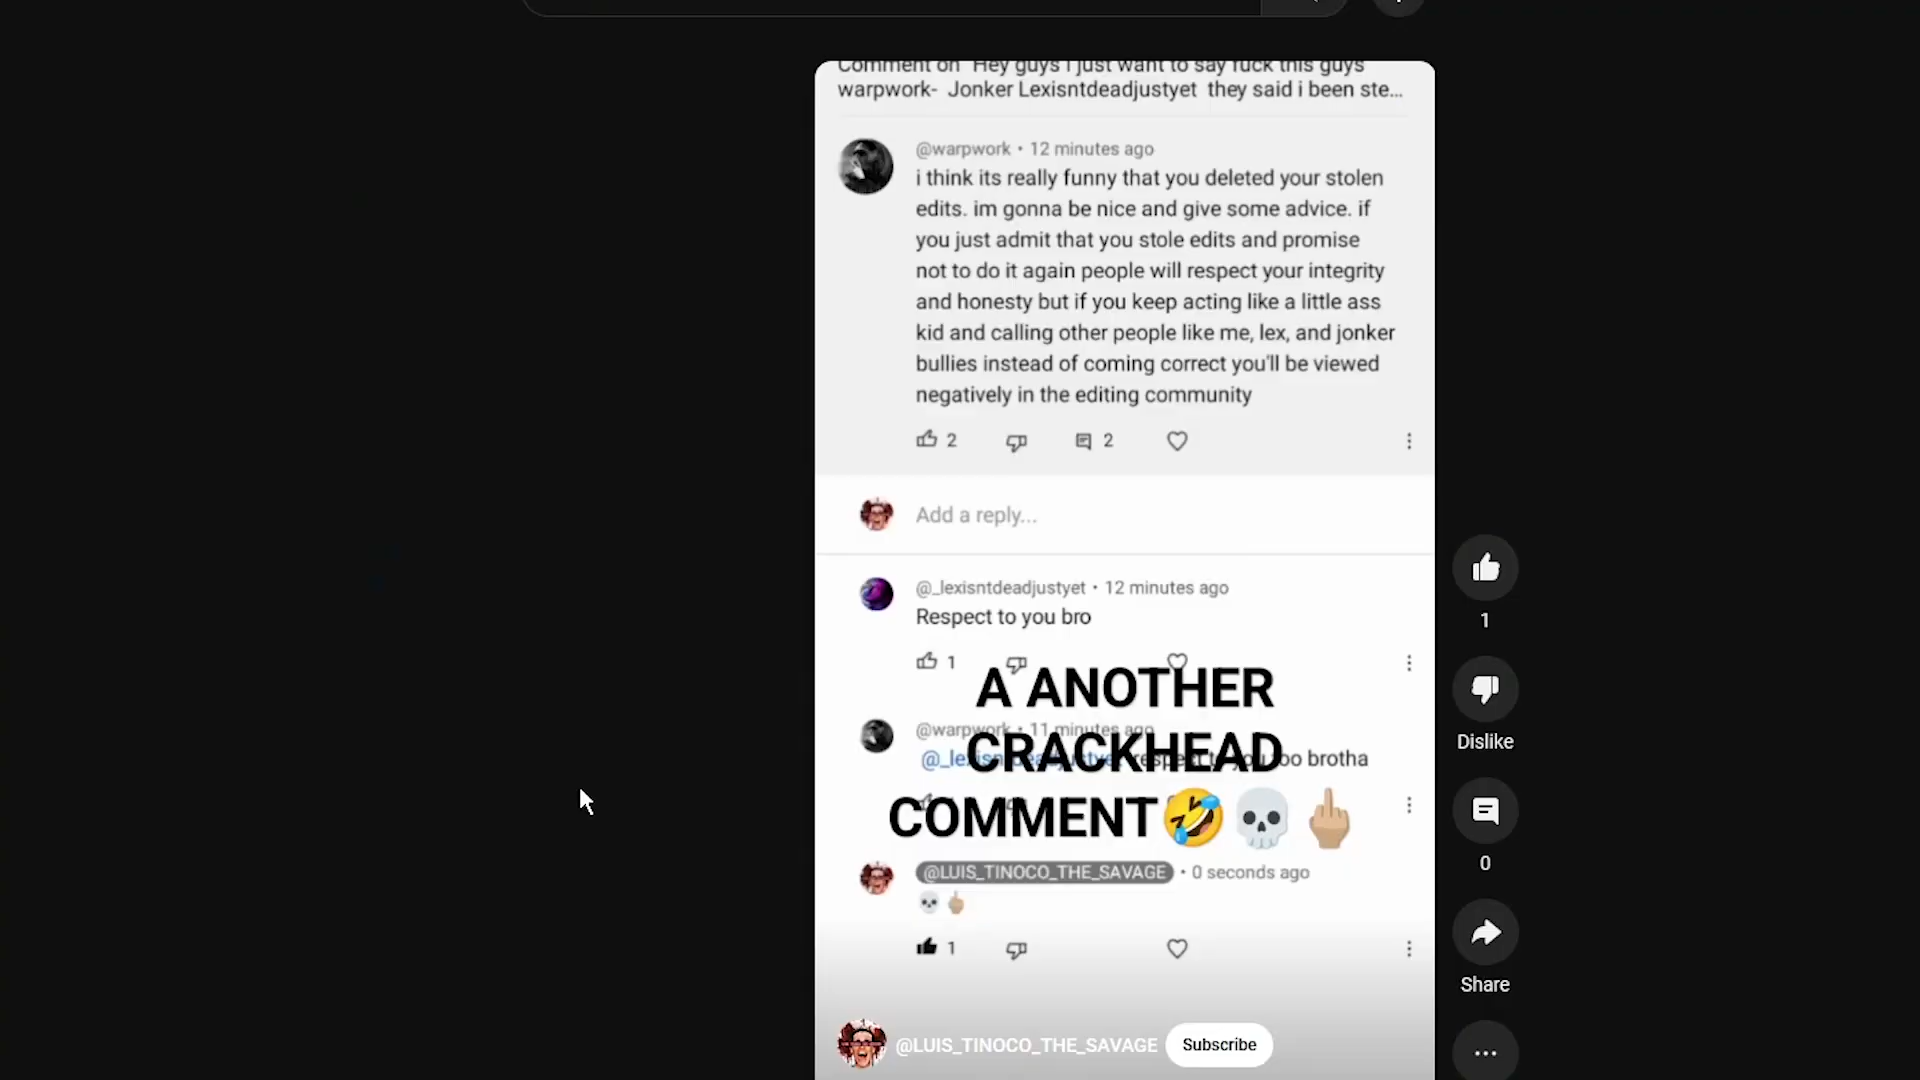 Comment on "Hey guys i just want to say fuck this guys
warpwork- Jonker Lexisntdeadjustyet they said i been ste...
@warpwork • 12 minutes ago
i think its really funny that you deleted your stolen
edits. im gonna be nice and give some advice. if
you just admit that you stole edits and promise
not to do it again people will respect your integrity
and honesty but if you keep acting like a little ass
kid and calling other people like me, lex, and jonker
bullies instead of coming correct you'll be viewed
negatively in the editing community
2 2
Add a reply...
@_lexisntdeadjustyet • 12 minutes ago
Respect to you bro
1
A ANOTHER
CRACKHEAD
COMMENT🤣💀🖕🏼
@warpwork • 11 minutes ago
@_lexisntdeadjustyet respect to you too brotha
@LUIS_TINOCO_THE_SAVAGE • 0 seconds ago
💀🖕🏼
1
@LUIS_TINOCO_THE_SAVAGE Subscribe
1
Dislike
0
Share